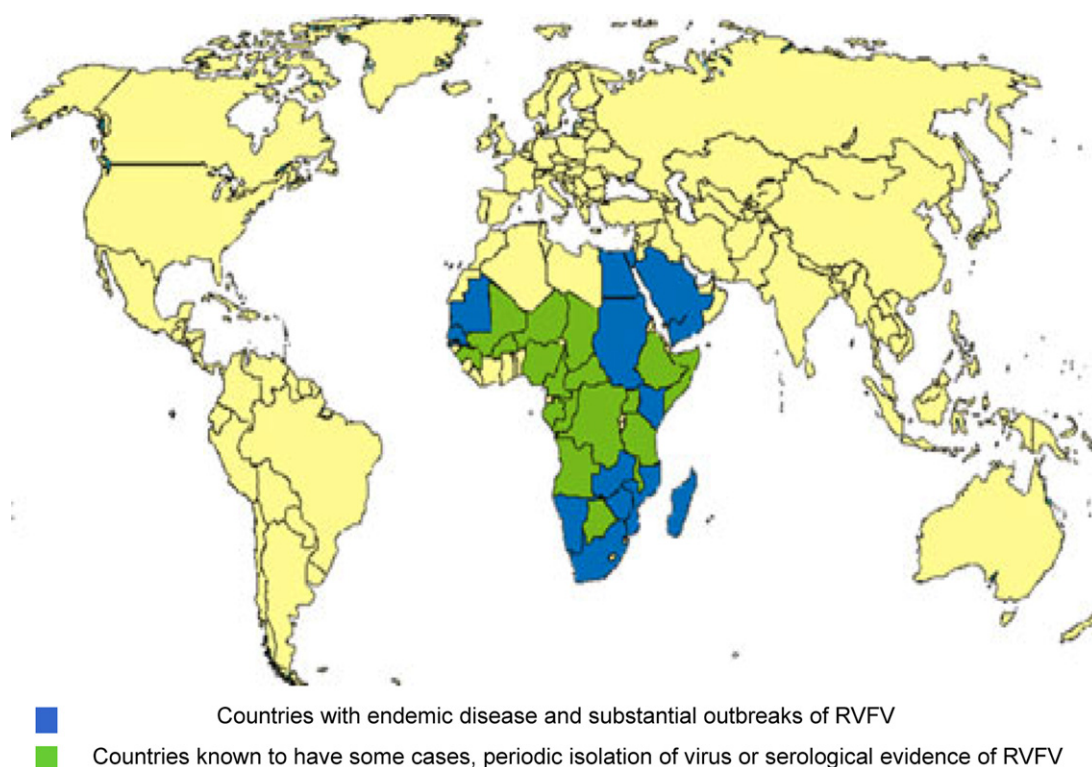 Countries with endemic disease and substantial outbreaks of RVFV
Countries known to have some cases, periodic isolation of virus or serological evidence of RVFV